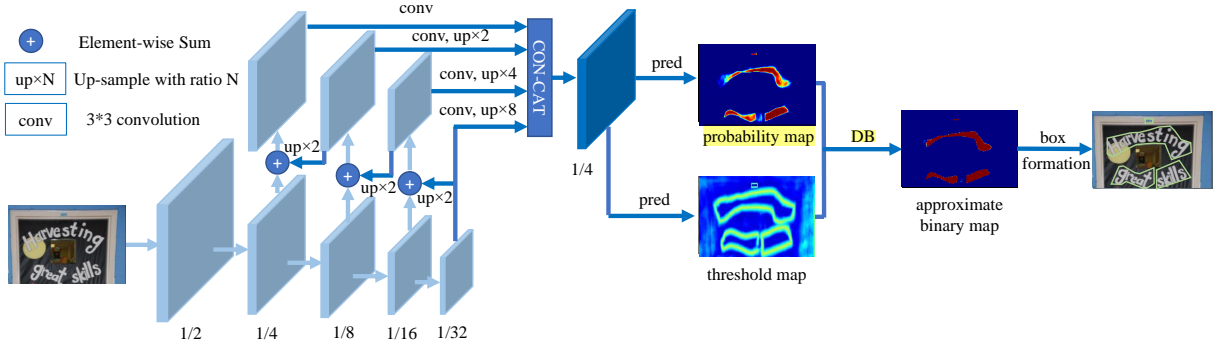 Element-wise Sum
up×N Up-sample with ratio N
conv 3*3 convolution
conv
conv, up×2
conv, up×4
conv, up×8
CON-CAT
up×2
up×2
up×2
1/2
1/4
1/8
1/16
1/32
1/4
pred
pred
probability map
threshold map
DB
approximate
binary map
box
formation
Harvesting
great skills
Harvesting
great skills